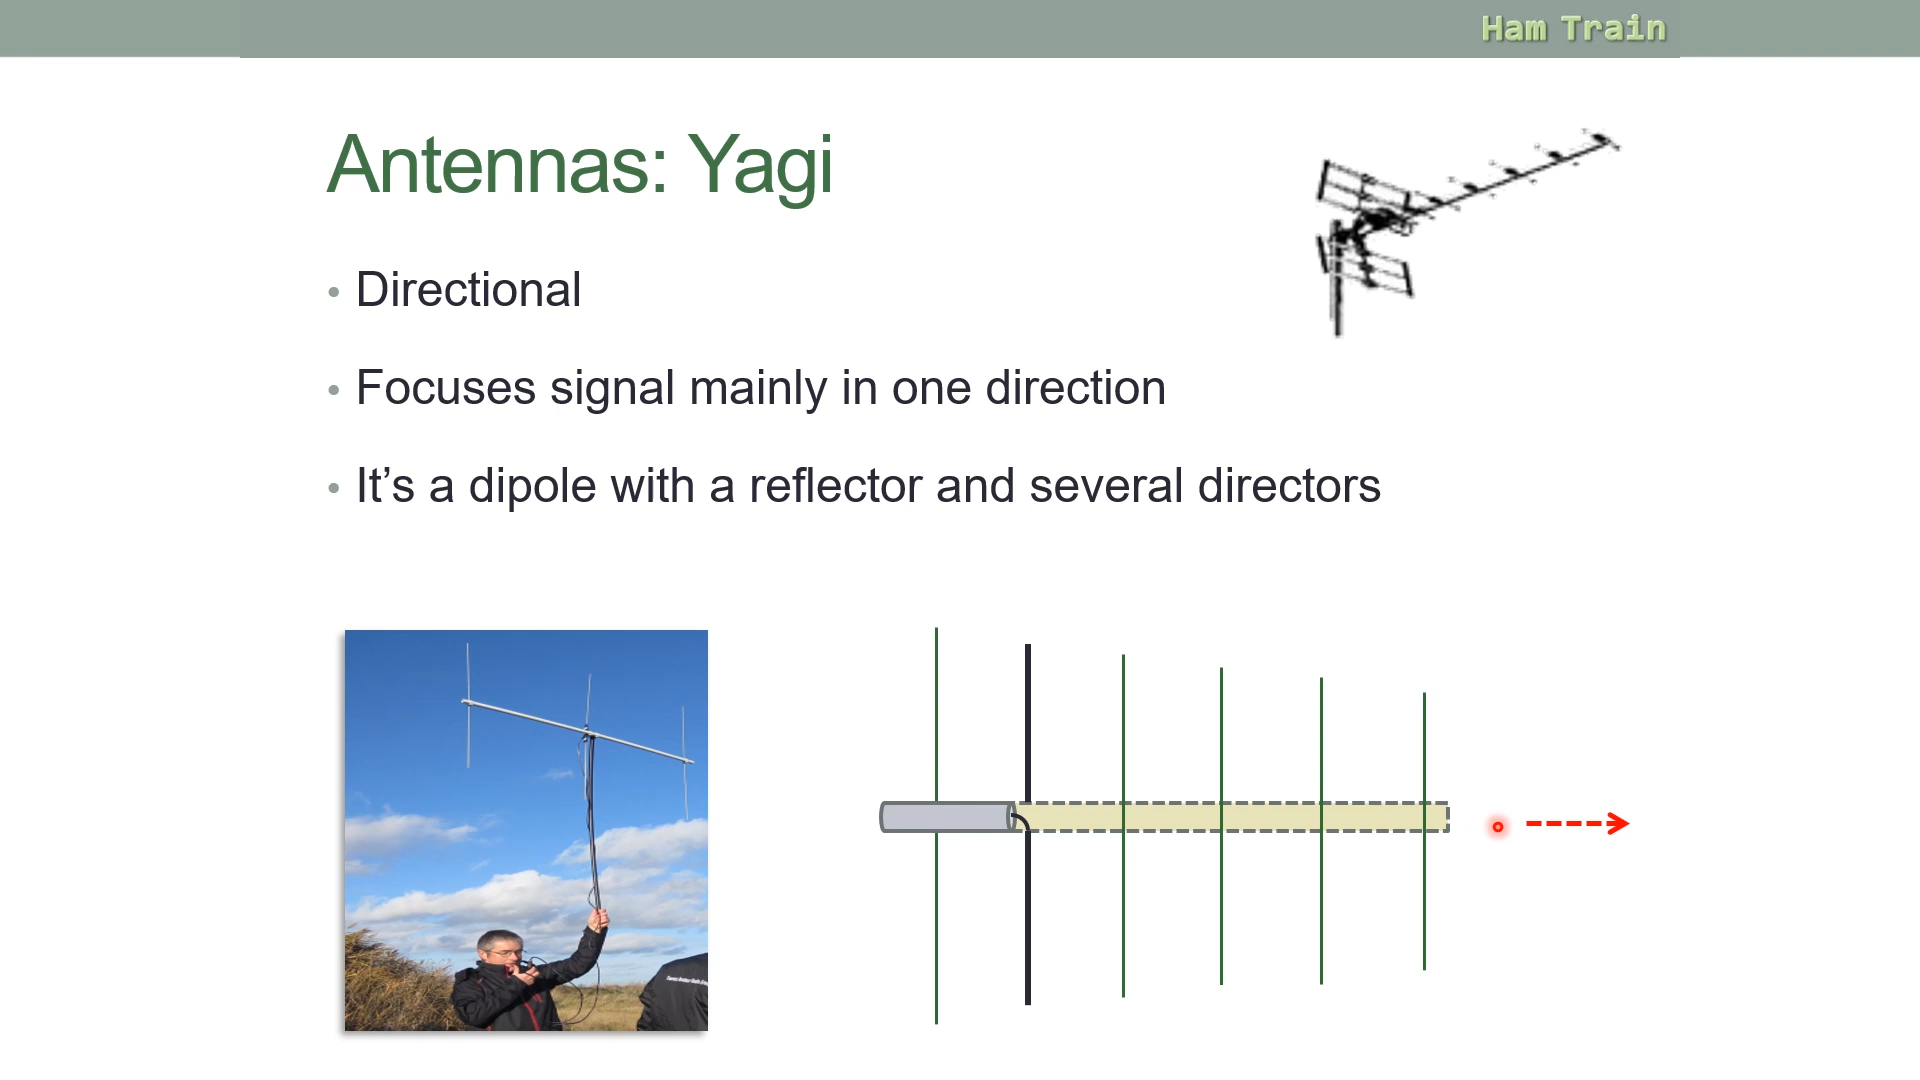 Ham Train
Antennas: Yagi
• Directional
• Focuses signal mainly in one direction
• It’s a dipole with a reflector and several directors